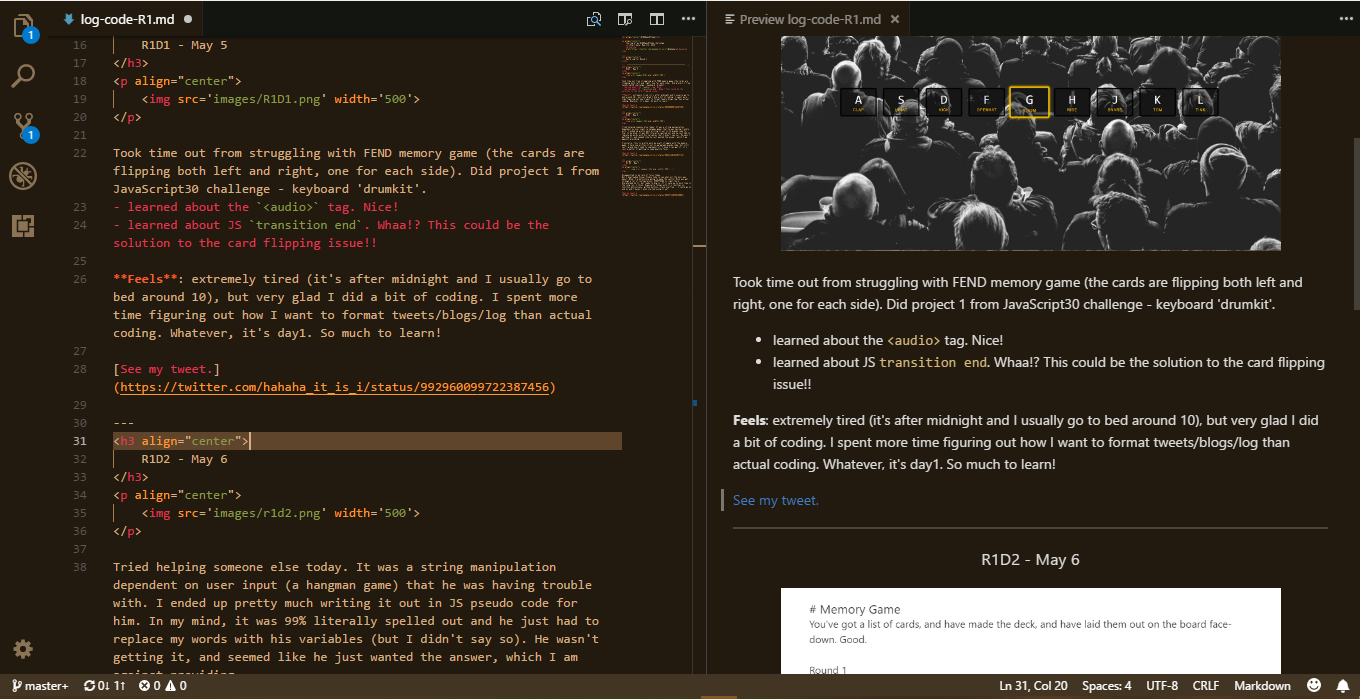 log-code-R1.md
Preview log-code-R1.md
1
1
16 R1D1 - May 5
17 </h3>
18 <p align="center">
19 <img src='images/R1D1.png' width='500'>
20 </p>
21
22 Took time out from struggling with FEND memory game (the cards are
flipping both left and right, one for each side). Did project 1 from
JavaScript30 challenge - keyboard 'drumkit'.
23 - learned about the `<audio>` tag. Nice!
24 - learned about JS `transition end`. Whaa!? This could be the
solution to the card flipping issue!!
25
26 **Feels**: extremely tired (it's after midnight and I usually go to
bed around 10), but very glad I did a bit of coding. I spent more
time figuring out how I want to format tweets/blogs/log than actual
coding. Whatever, it's day1. So much to learn!
27
28 [See my tweet.]
(https://twitter.com/hahaha_it_is_i/status/992960099722387456)
29
30 ---
31 <h3 align="center">
32 R1D2 - May 6
33 </h3>
34 <p align="center">
35 <img src='images/r1d2.png' width='500'>
36 </p>
37
38 Tried helping someone else today. It was a string manipulation
dependent on user input (a hangman game) that he was having trouble
with. I ended up pretty much writing it out in JS pseudo code for
him. In my mind, it was 99% literally spelled out and he just had to
replace my words with his variables (but I didn't say so). He wasn't
getting it, and seemed like he just wanted the answer, which I am
A S D F G H J K L
CLAP KICK OPENHAT RIDE SNARE TOM TINK
Took time out from struggling with FEND memory game (the cards are flipping both left and
right, one for each side). Did project 1 from JavaScript30 challenge - keyboard 'drumkit'.
• learned about the <audio> tag. Nice!
• learned about JS transition end. Whaa!? This could be the solution to the card flipping
issue!!
Feels: extremely tired (it's after midnight and I usually go to bed around 10), but very glad I did
a bit of coding. I spent more time figuring out how I want to format tweets/blogs/log than
actual coding. Whatever, it's day1. So much to learn!
See my tweet.
R1D2 - May 6
# Memory Game
You've got a list of cards, and have made the deck, and have laid them out on the board face-
down. Good.
Round 1
master+ 0↓ 1↑ 0 0 Ln 31, Col 20 Spaces: 4 UTF-8 CRLF Markdown